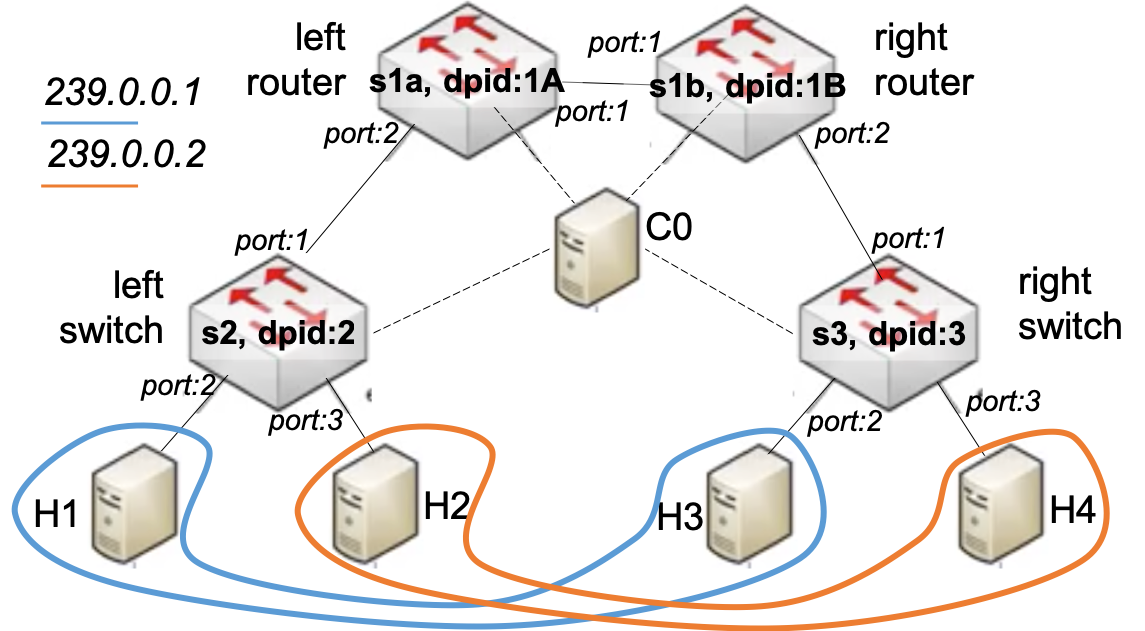 left
router
s1a, dpid:1A
port:1
s1b, dpid:1B
right
router
239.0.0.1
port:1
port:2
port:2
239.0.0.2
C0
port:1
port:1
left
switch
s2, dpid:2
s3, dpid:3
right
switch
port:2
port:3
port:2
port:3
H1
H2
H3
H4